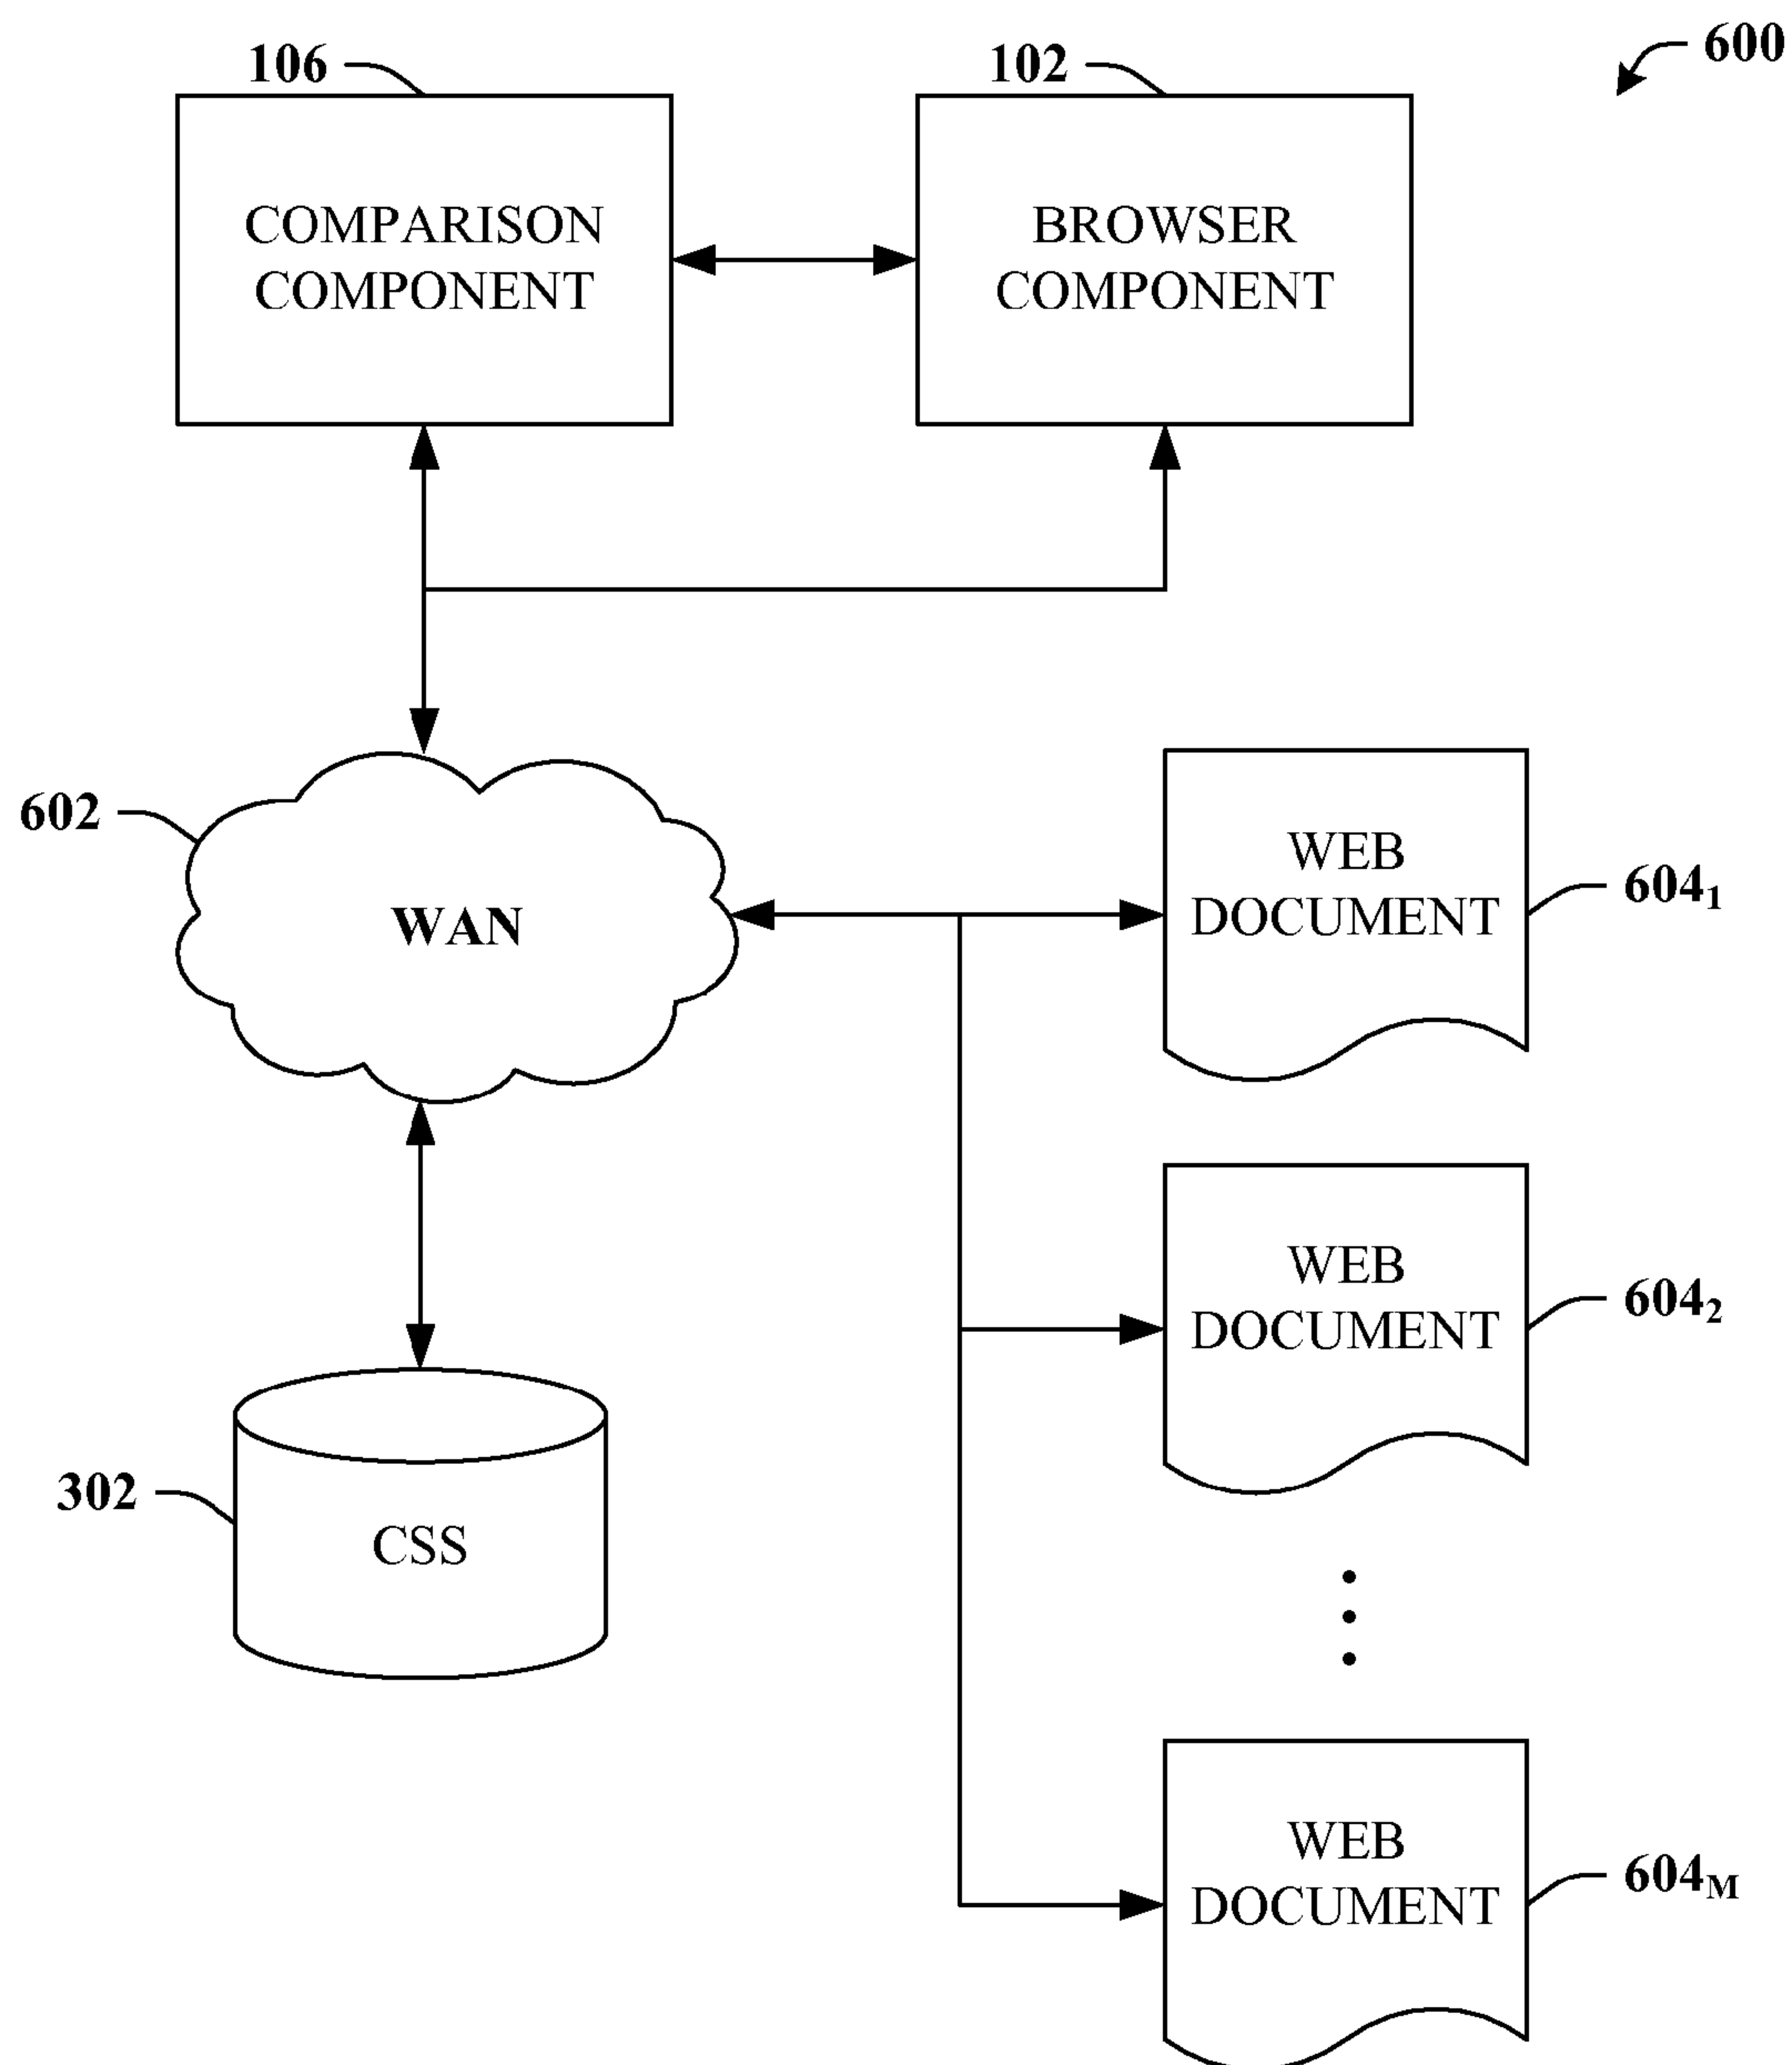 600
106
102
COMPARISON
COMPONENT
BROWSER
COMPONENT
602
WAN
WEB
DOCUMENT
604₁
WEB
DOCUMENT
604₂
302
CSS
WEB
DOCUMENT
604ₘ